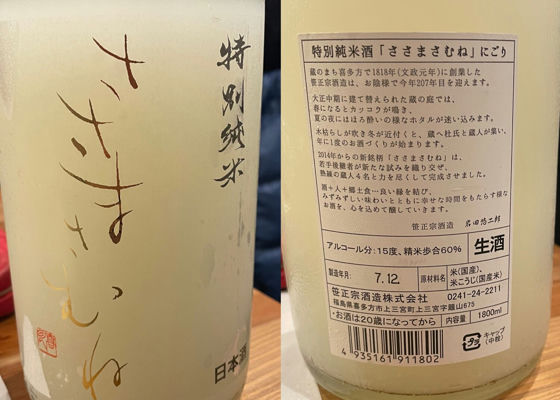 ささまさむね
特別純米
日本酒
特別純米酒「ささまさむね」にごり
蔵のまち喜多方で1818年(文政元年)に創業した
笹正宗酒造は、お陰様で今年207年目を迎えます。
大正中期に建て替えられた蔵の庭では、
春になるとカッコウが鳴き、
夏の夜にはほろ酔いの様なホタルが迷い込みます。
木枯らしが吹き冬が近付くと、蔵へ杜氏と蔵人が集い、
年に1度のお酒づくりが始まります。
2014年からの新銘柄「ささまさむね」は、
若手後継者が新たな試みを織り交ぜ、
熟練の蔵人4名と力を尽くして完成させました。
酒+人+郷土食…良い縁を結び、
みずみずしい味わいとともに幸せな時間をもたらす様な
お酒を、心を込めて醸していきます。
笹正宗酒造 岩田悠二郎
アルコール分:15度、精米歩合60%
生酒
製造年月: 7.12.
原材料名 米(国産)、
米こうじ(国産米)
笹正宗酒造株式会社 0241-24-2211
福島県喜多方市上三宮町上三宮字籬山675
お酒は20歳になってから 内容量 1800ml
4 935161 911802
キャップ
(中栓)